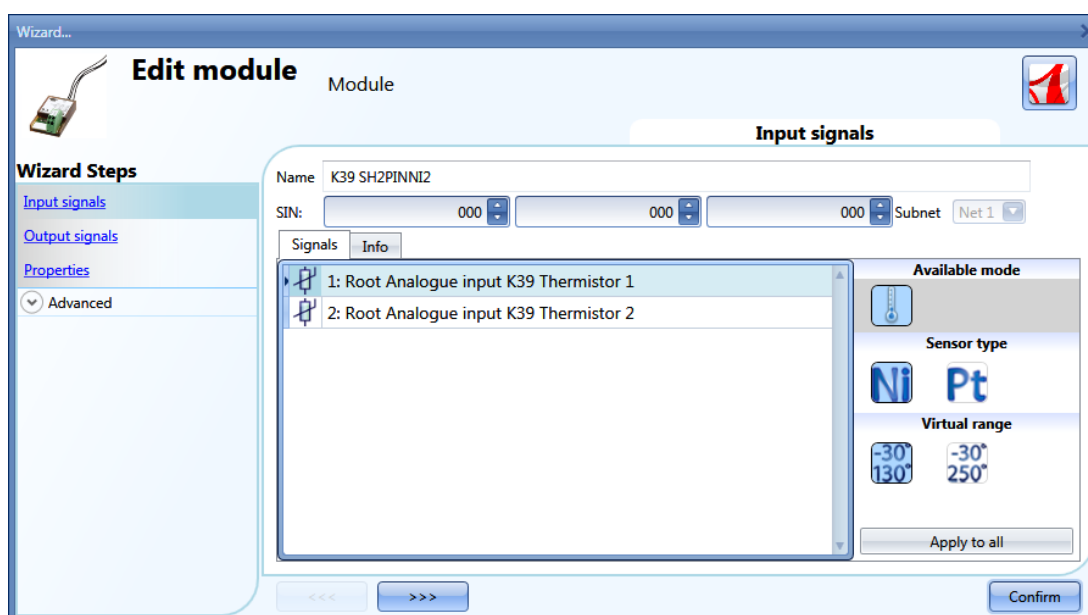 Wizard...
Edit module
Module
Input signals
Wizard Steps
Input signals
Output signals
Properties
Advanced
Name K39 SH2PINNI2
SIN: 000 000 000 Subnet Net 1
Signals Info
1: Root Analogue input K39 Thermistor 1
2: Root Analogue input K39 Thermistor 2
Available mode
Sensor type
Ni Pt
Virtual range
-30° -30°
130° 250°
Apply to all
<<< >>> Confirm